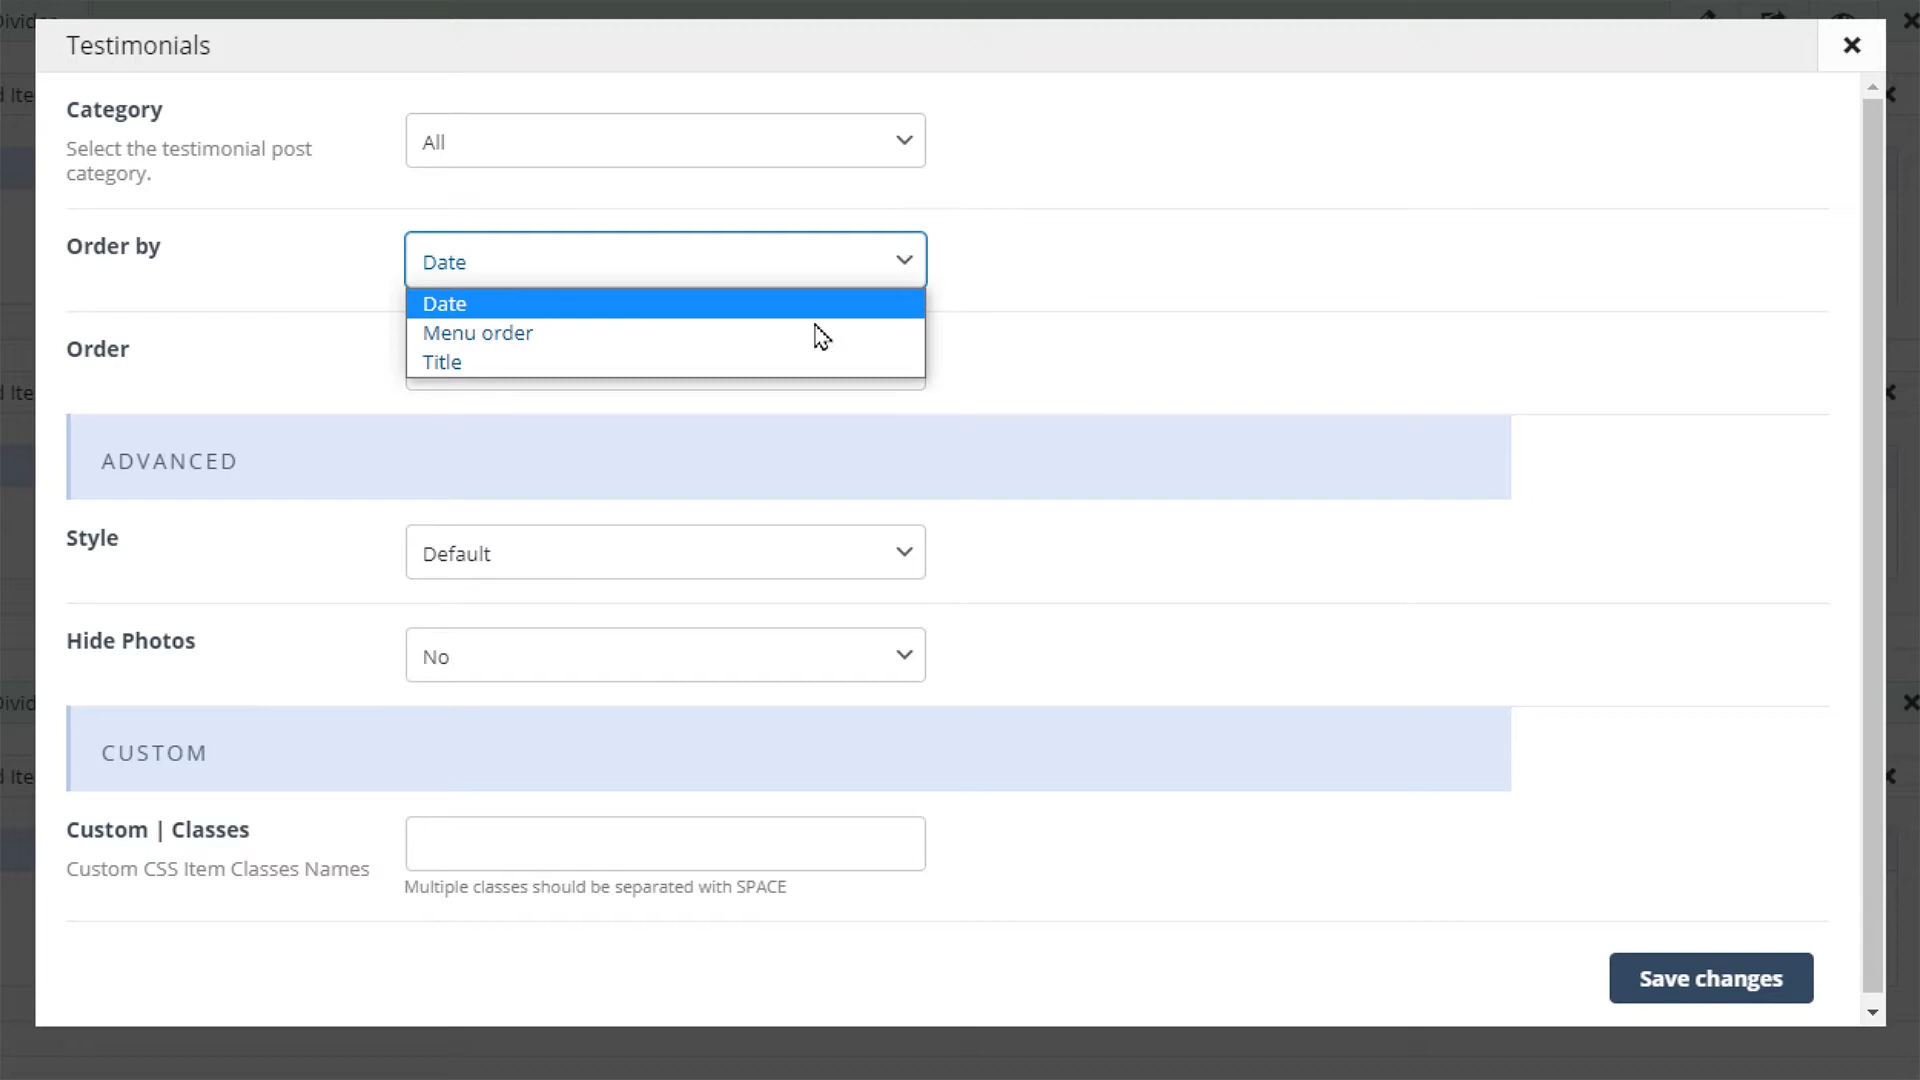 Testimonials
Category
Select the testimonial post
category.
All
Order by
Date
Date
Menu order
Title
Order
ADVANCED
Style
Default
Hide Photos
No
CUSTOM
Custom | Classes
Custom CSS Item Classes Names
Multiple classes should be separated with SPACE
Save changes